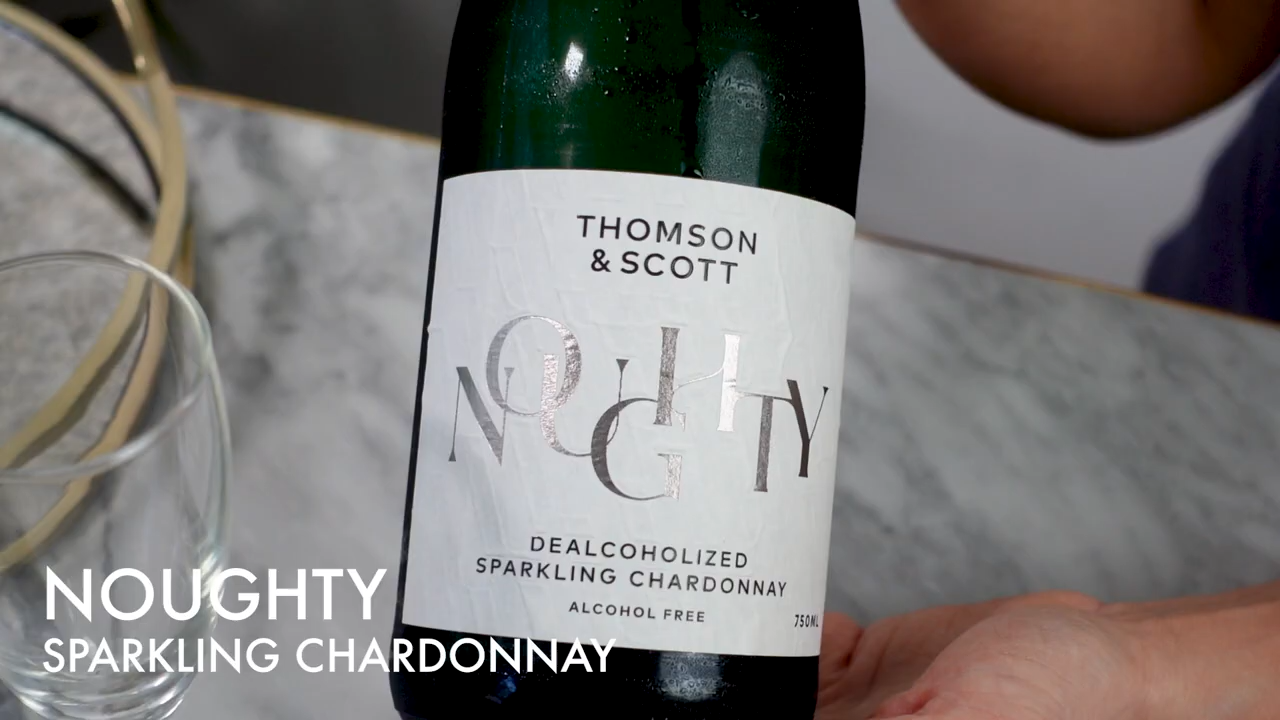 THOMSON
& SCOTT
NOUGHTY
DEALCOHOLIZED
SPARKLING CHARDONNAY
ALCOHOL FREE
750ML
NOUGHTY
SPARKLING CHARDONNAY